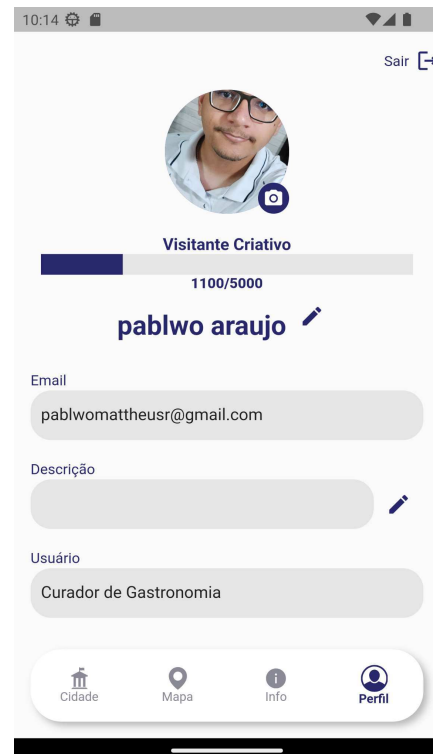 10:14
Sair
Visitante Criativo
1100/5000
pablwo araujo
Email
pablwomattheusr@gmail.com
Descrição
Usuário
Curador de Gastronomia
Cidade
Mapa
Info
Perfil